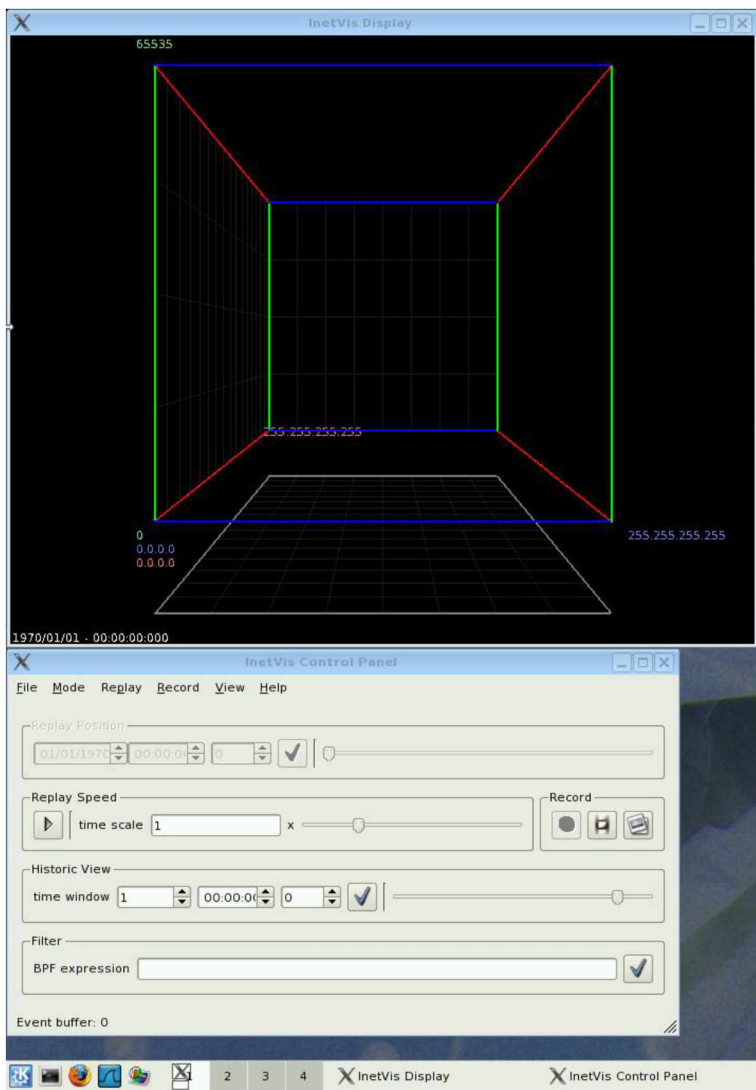 InetVis Display
65535
255.255.255.255
0
0.0.0.0
0.0.0.0
255.255.255.255
1970/01/01 - 00:00:00:000
InetVis Control Panel
File Mode Replay Record View Help
Replay Position
01/01/1970 00:00:00 0
Replay Speed
Record
time scale 1 x
Historic View
time window 1 00:00:00 0
Filter
BPF expression
Event buffer: 0
2 3 4 InetVis Display InetVis Control Panel